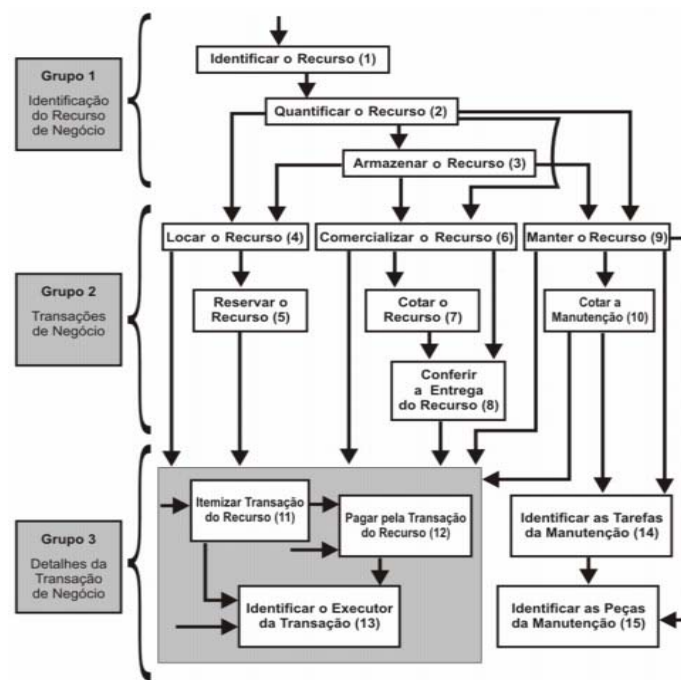 Grupo 1
Identificação
do Recurso
de Negócio
Identificar o Recurso (1)
Quantificar o Recurso (2)
Armazenar o Recurso (3)
Grupo 2
Transações
de Negócio
Locar o Recurso (4)
Comercializar o Recurso (6)
Manter o Recurso (9)
Reservar o
Recurso (5)
Cotar o
Recurso (7)
Cotar a
Manutenção (10)
Conferir
a Entrega
do Recurso (8)
Grupo 3
Detalhes da
Transação
de Negócio
Itemizar Transação
do Recurso (11)
Pagar pela Transação
do Recurso (12)
Identificar o Executor
da Transação (13)
Identificar as Tarefas
da Manutenção (14)
Identificar as Peças
da Manutenção (15)